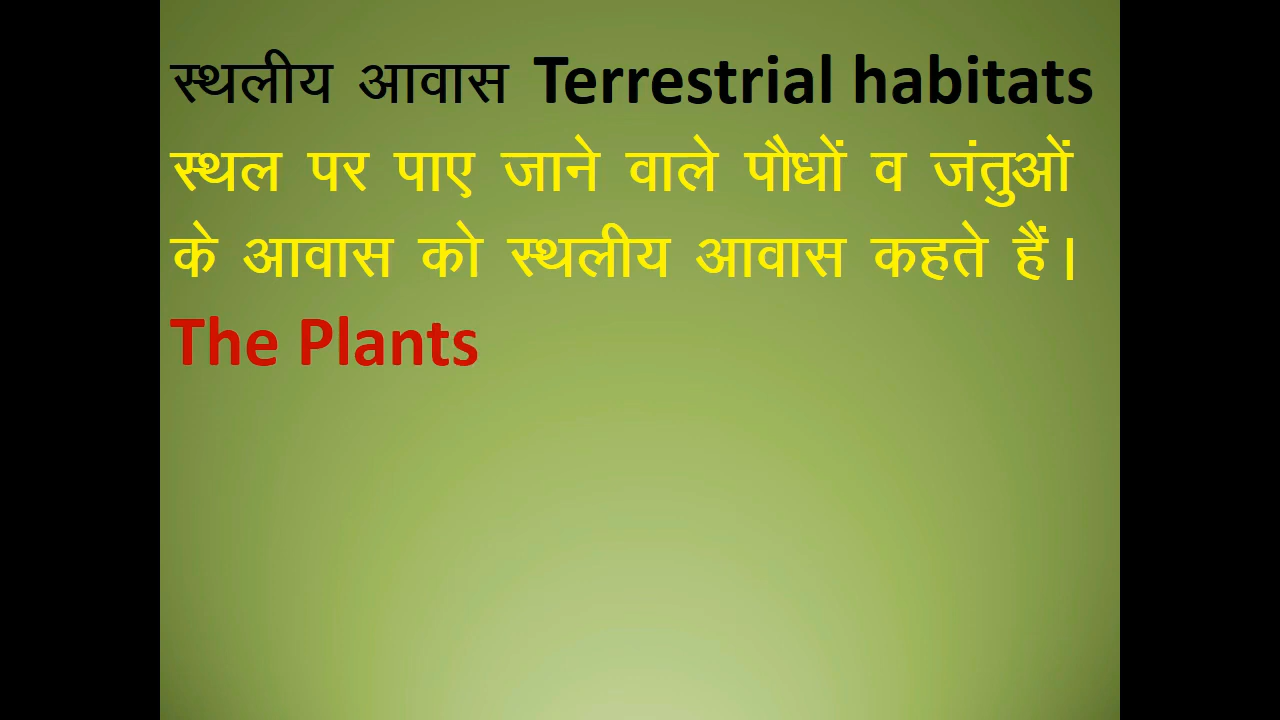 स्थलीय आवास Terrestrial habitats
स्थल पर पाए जाने वाले पौधों व जंतुओं
के आवास को स्थलीय आवास कहते हैं।
The Plants